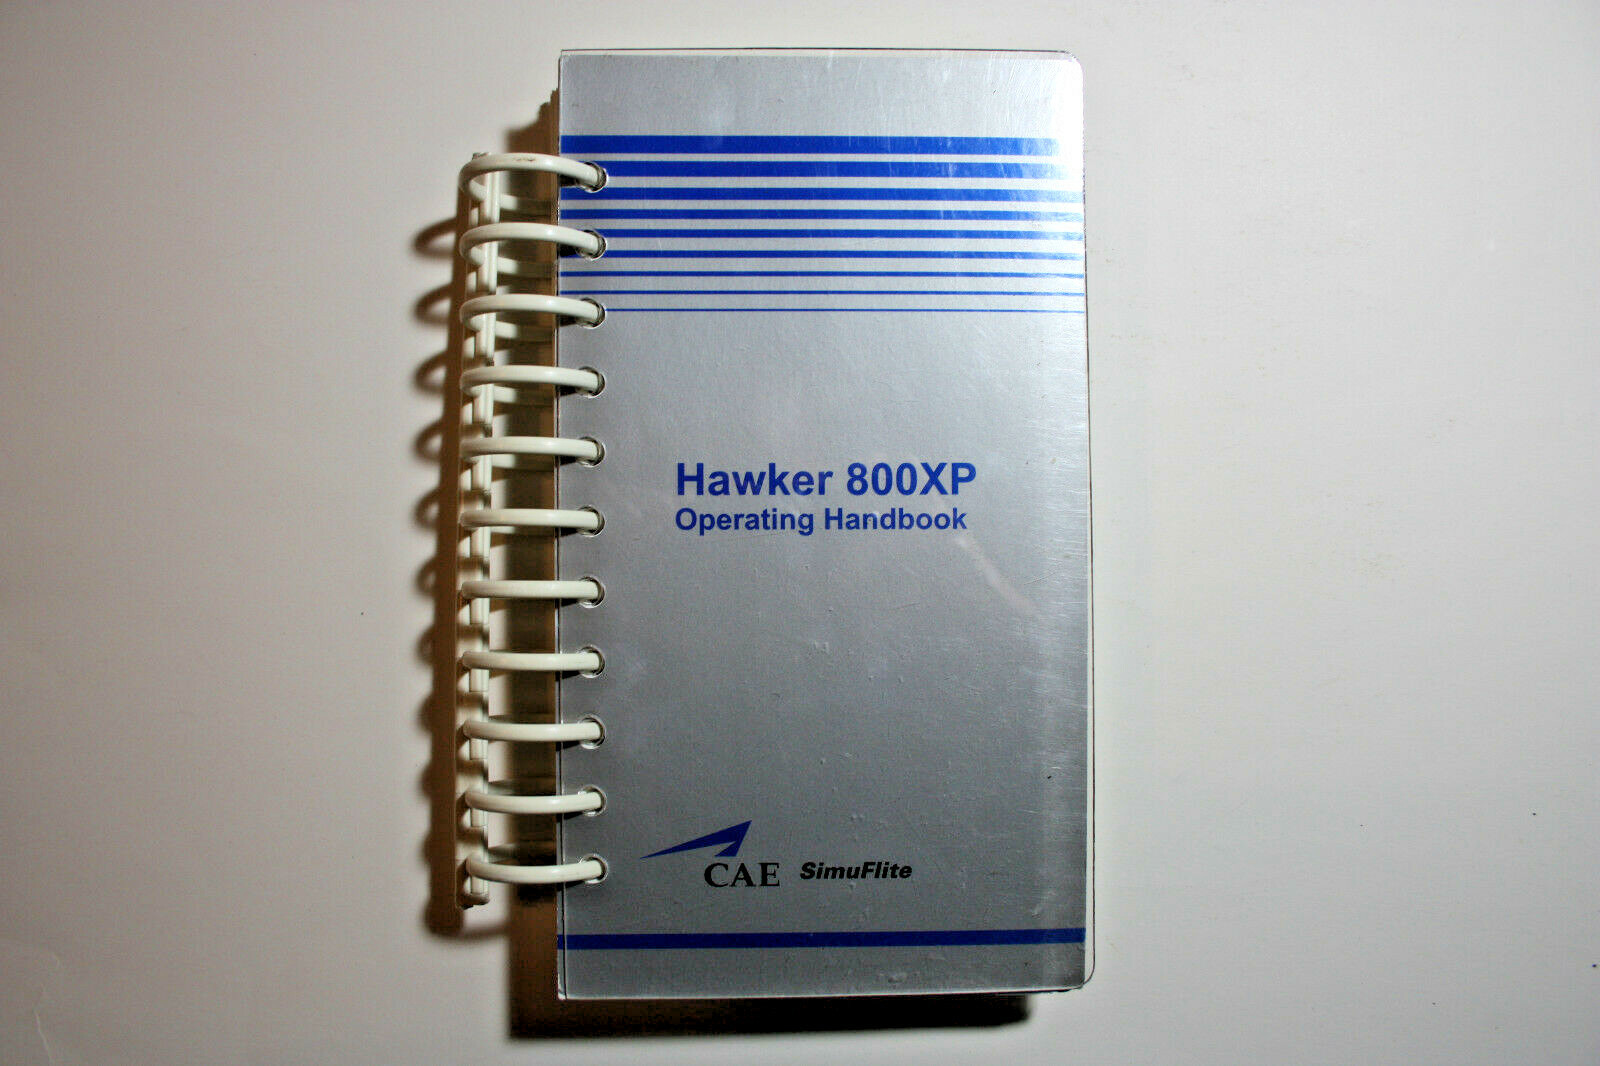 Hawker 800XP
Operating Handbook
CAE SimuFlite